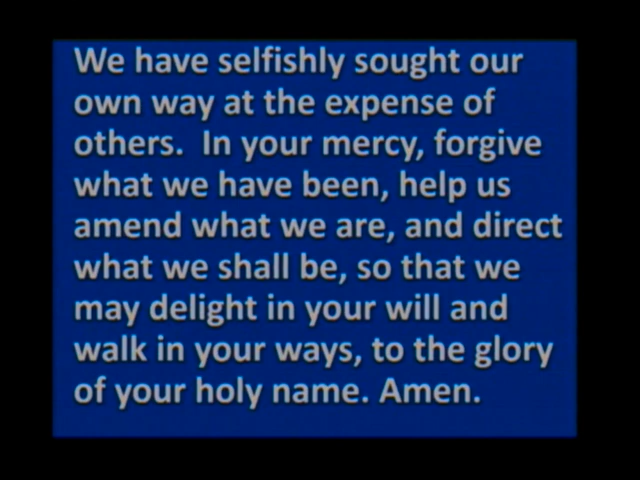 We have selfishly sought our
own way at the expense of
others.  In your mercy, forgive
what we have been, help us
amend what we are, and direct
what we shall be, so that we
may delight in your will and
walk in your ways, to the glory
of your holy name. Amen.